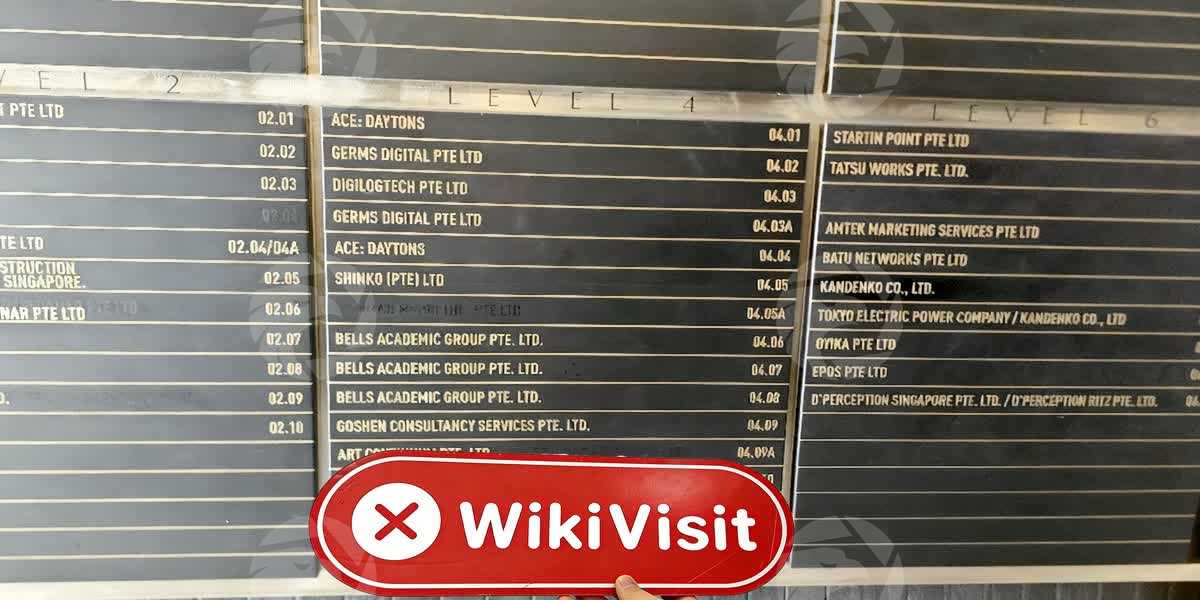 VEL 2
T PTE LTD 02.01
02.02
02.03
TE LTD 02.04/04A
STRUCTION
SINGAPORE. 02.05
NAR PTE LTD 02.06
02.07
02.08
D. 02.09
02.10
LEVEL 4
ACE: DAYTONS 04.01
GERMS DIGITAL PTE LTD 04.02
DIGILOGTECH PTE LTD 04.03
GERMS DIGITAL PTE LTD 04.03A
ACE: DAYTONS 04.04
SHINKO (PTE) LTD 04.05
PTE LTD 04.05A
BELLS ACADEMIC GROUP PTE. LTD. 04.06
BELLS ACADEMIC GROUP PTE. LTD. 04.07
BELLS ACADEMIC GROUP PTE. LTD. 04.08
GOSHEN CONSULTANCY SERVICES PTE. LTD. 04.09
ART PTE. LTD. 04.09A
LEVEL 6
STARTIN POINT PTE LTD
TATSU WORKS PTE. LTD.
AMTEK MARKETING SERVICES PTE LTD
BATU NETWORKS PTE LTD
KANDENKO CO., LTD.
TOKYO ELECTRIC POWER COMPANY / KANDENKO CO., LTD
OYIKA PTE LTD
EPOS PTE LTD
D'PERCEPTION SINGAPORE PTE. LTD. / D'PERCEPTION RITZ PTE. LTD.
WikiVisit